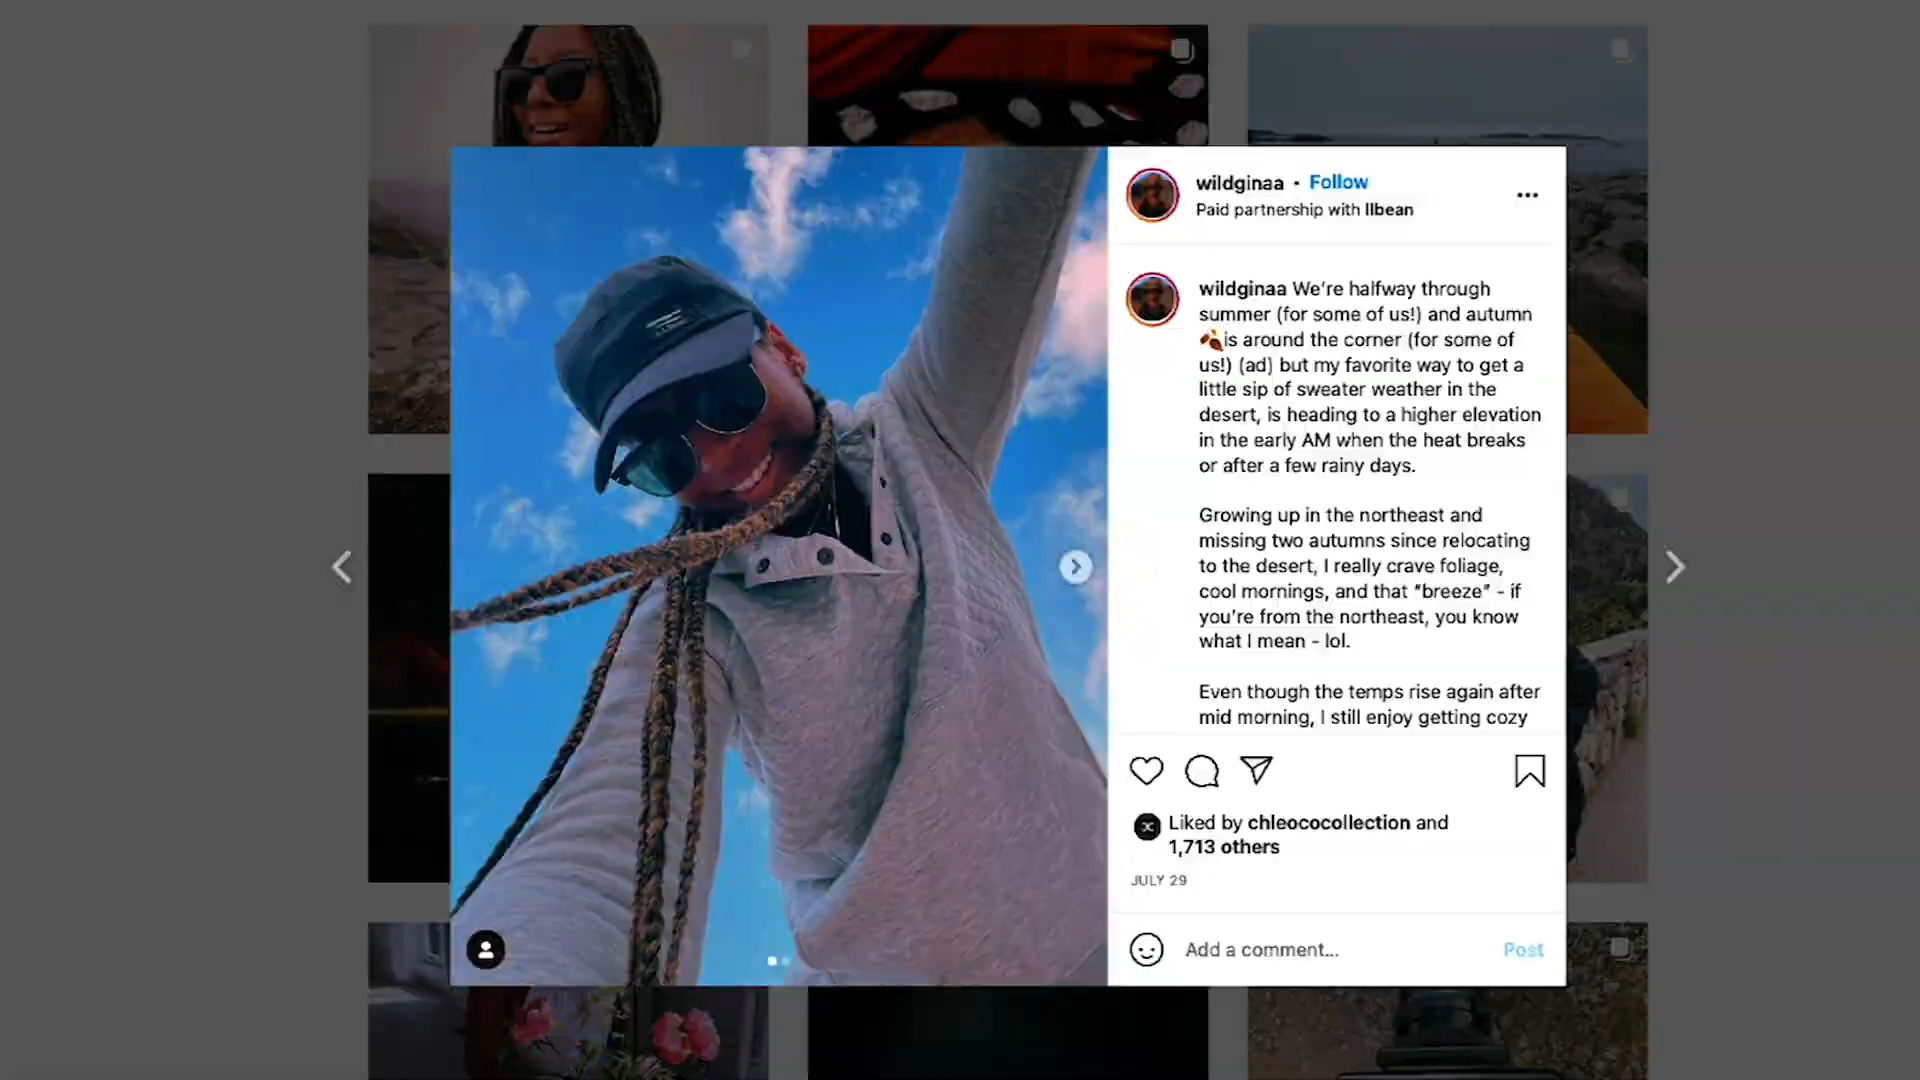 wildginaa • Follow
Paid partnership with llbean
wildginaa We're halfway through
summer (for some of us!) and autumn
🍂is around the corner (for some of
us!) (ad) but my favorite way to get a
little sip of sweater weather in the
desert, is heading to a higher elevation
in the early AM when the heat breaks
or after a few rainy days.
Growing up in the northeast and
missing two autumns since relocating
to the desert, I really crave foliage,
cool mornings, and that "breeze" - if
you're from the northeast, you know
what I mean - lol.
Even though the temps rise again after
mid morning, I still enjoy getting cozy
Liked by chleococollection and
1,713 others
JULY 29
Add a comment...
Post